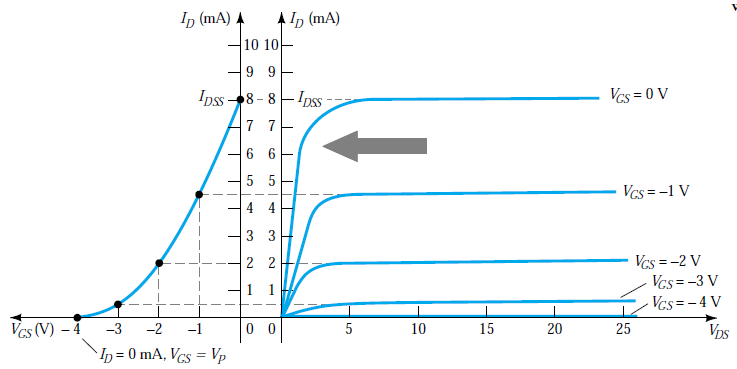 I_D (mA) I_D (mA)
10 10
9 9
I_DSS 8 8 I_DSS V_GS = 0 V
7 7
6 6
5 5 V_GS = –1 V
4 4
3 3
2 2 V_GS = –2 V
V_GS = –3 V
1 1 V_GS = – 4 V
V_GS (V) – 4 –3 –2 –1 0 0 5 10 15 20 25 V_DS
I_D = 0 mA, V_GS = V_P